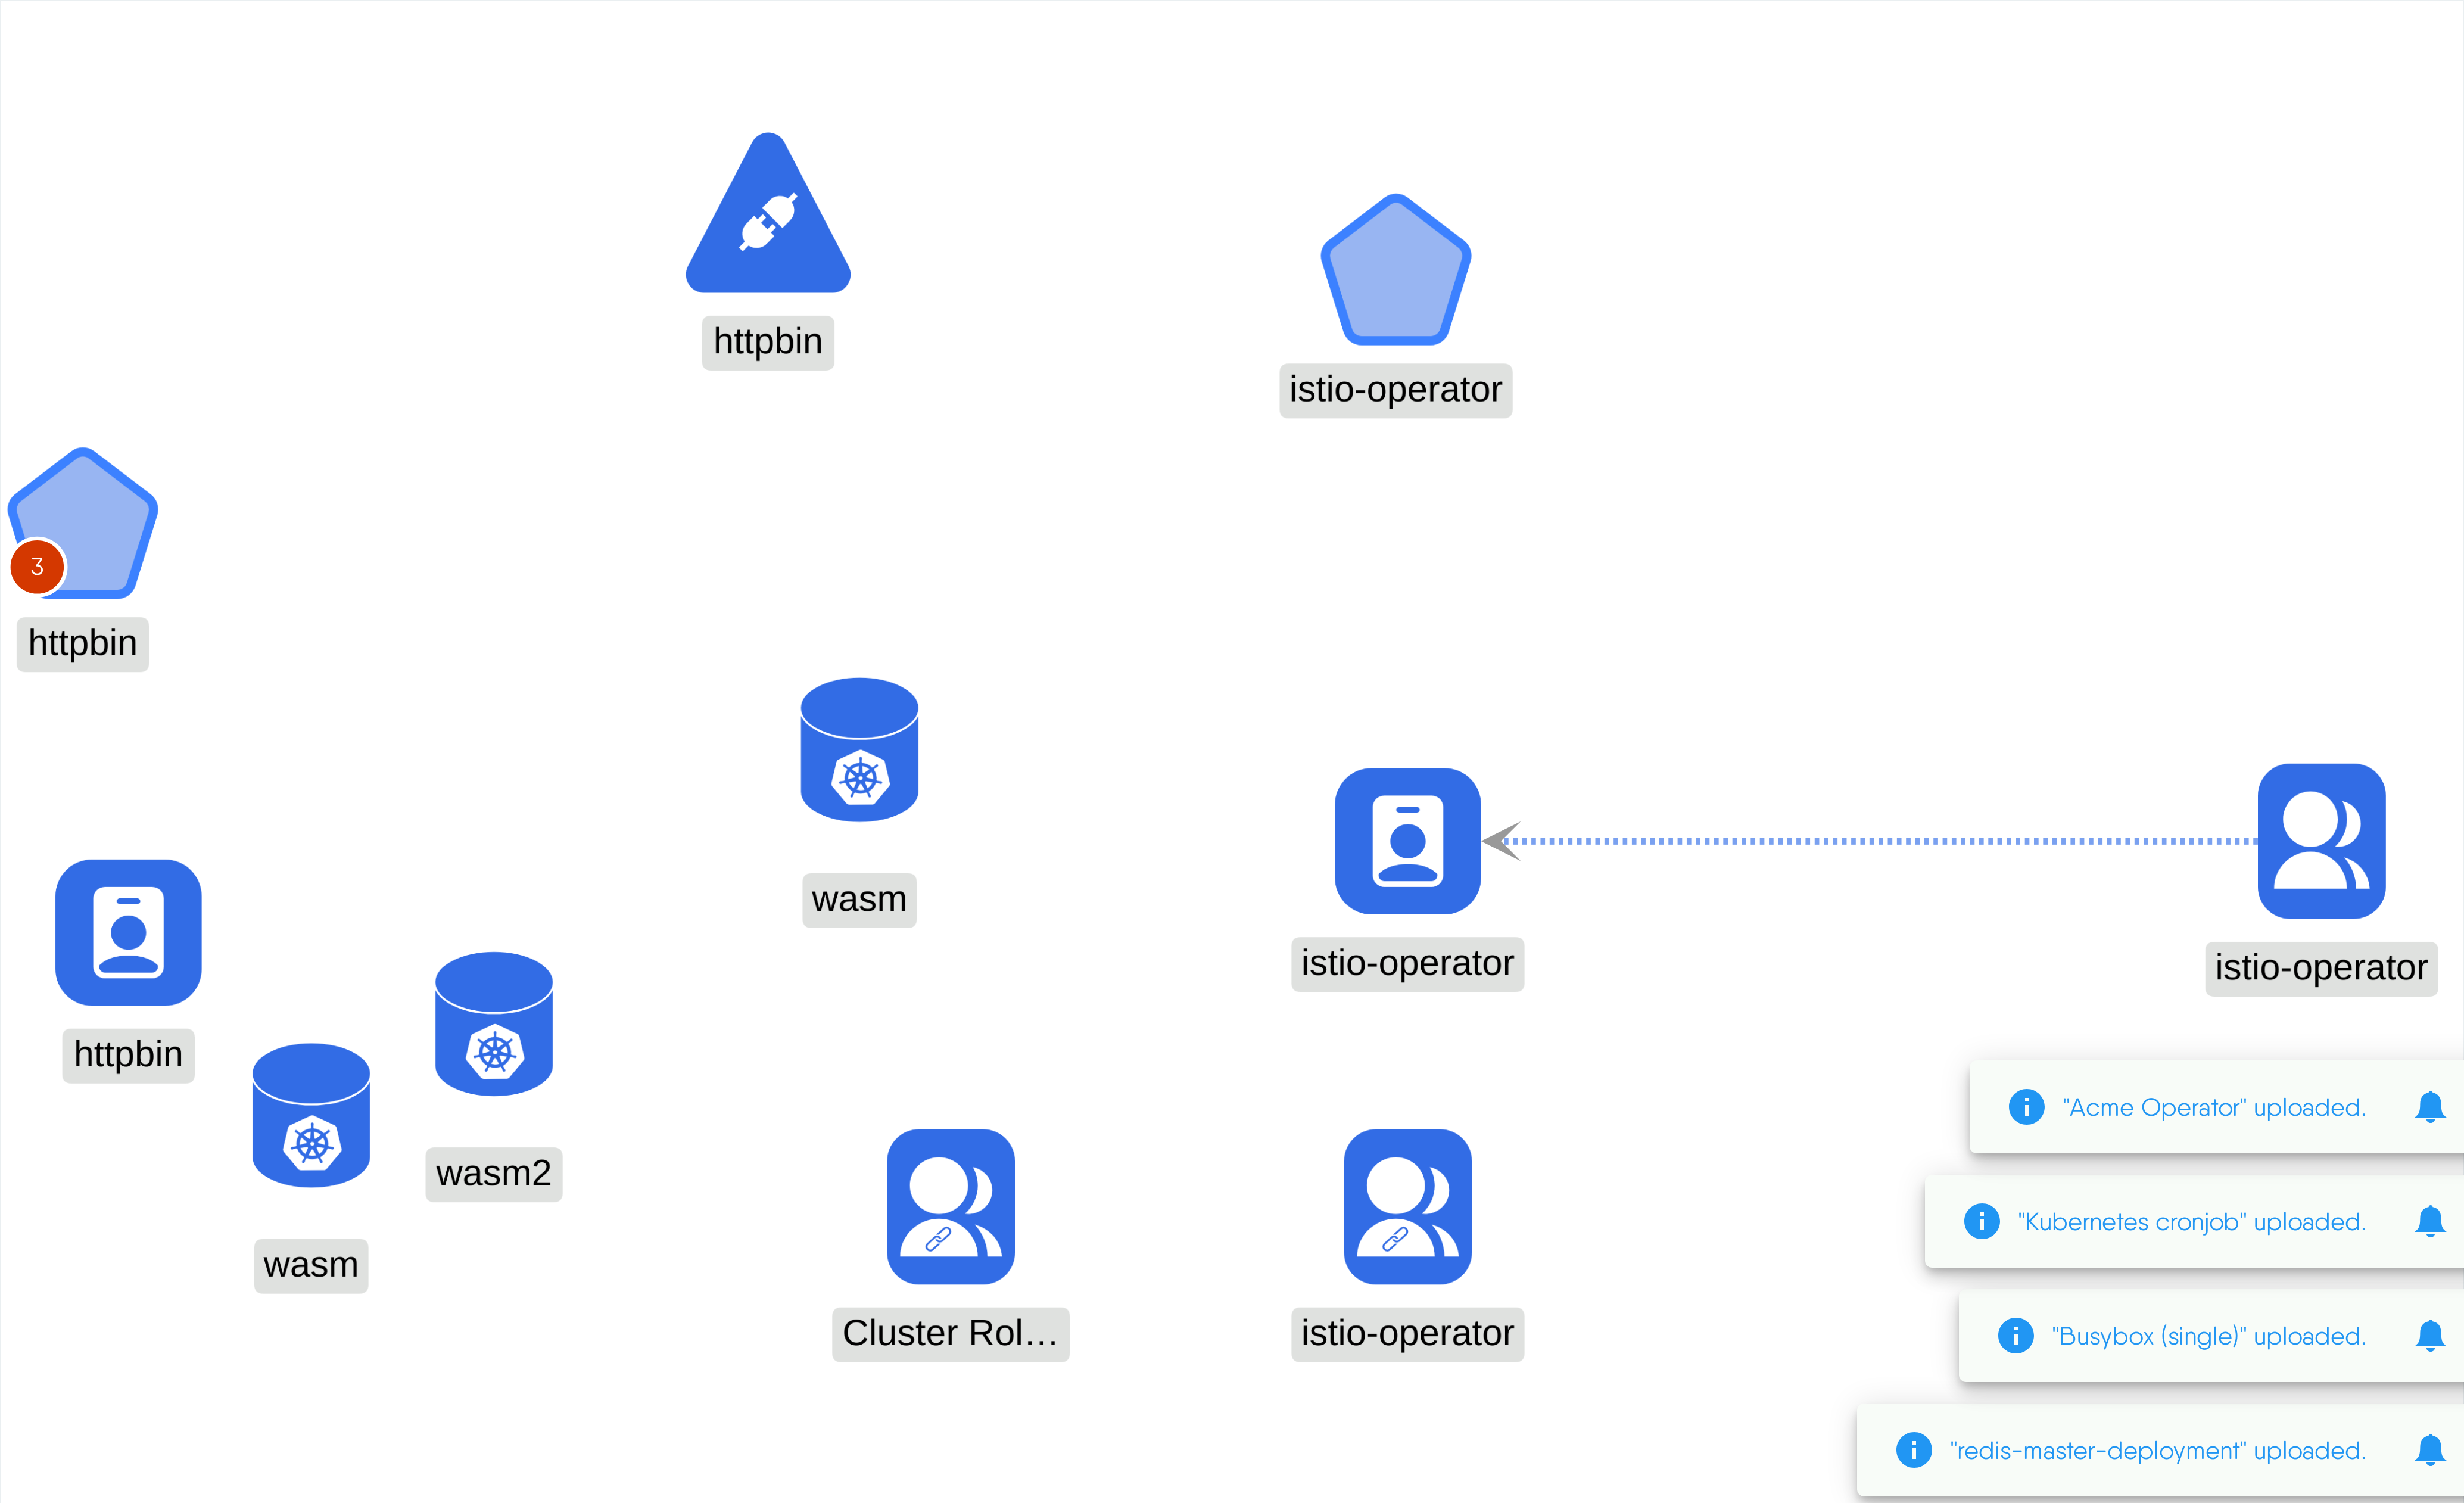 httpbin
istio-operator
3
httpbin
wasm
istio-operator
istio-operator
httpbin
wasm2
wasm
Cluster Rol...
istio-operator
"Acme Operator" uploaded.
"Kubernetes cronjob" uploaded.
"Busybox (single)" uploaded.
"redis-master-deployment" uploaded.